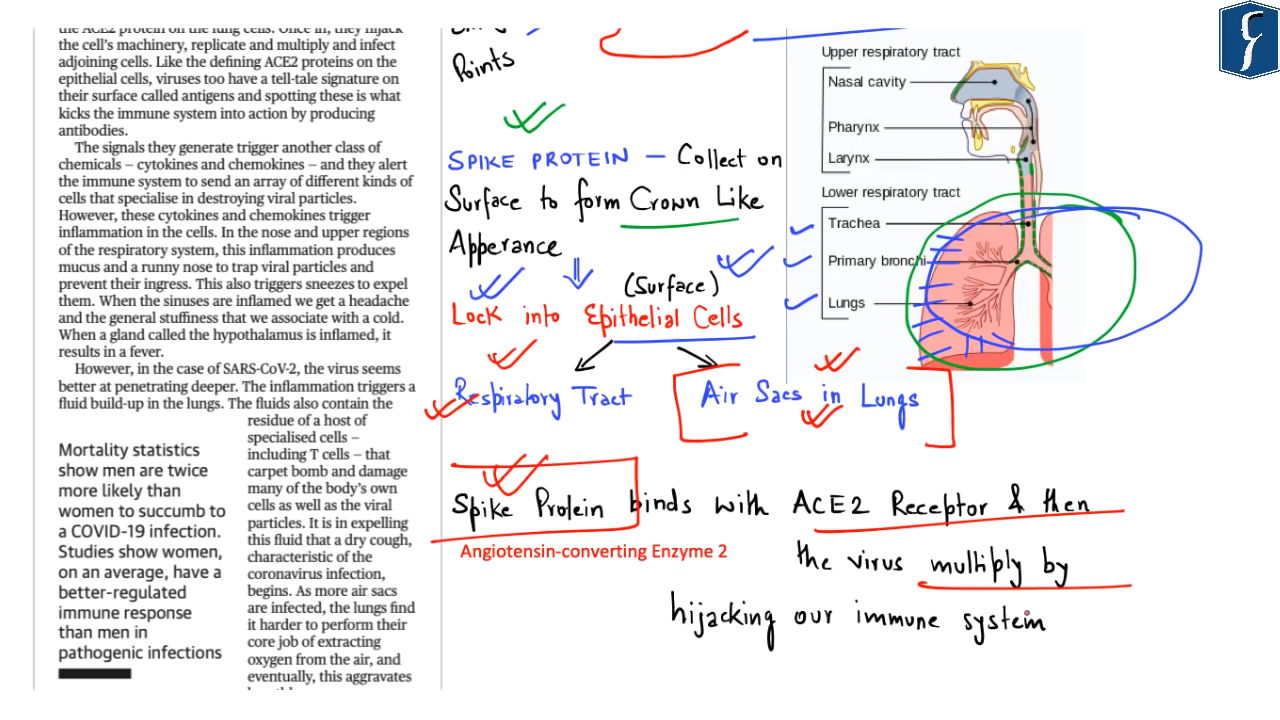 the ACE2 protein on the lung cells. Once in, they hijack
the cell's machinery, replicate and multiply and infect
adjoining cells. Like the defining ACE2 proteins on the
epithelial cells, viruses too have a tell-tale signature on
their surface called antigens and spotting these is what
kicks the immune system into action by producing
antibodies.
The signals they generate trigger another class of
chemicals – cytokines and chemokines – and they alert
the immune system to send an array of different kinds of
cells that specialise in destroying viral particles.
However, these cytokines and chemokines trigger
inflammation in the cells. In the nose and upper regions
of the respiratory system, this inflammation produces
mucus and a runny nose to trap viral particles and
prevent their ingress. This also triggers sneezes to expel
them. When the sinuses are inflamed we get a headache
and the general stuffiness that we associate with a cold.
When a gland called the hypothalamus is inflamed, it
results in a fever.
However, in the case of SARS-CoV-2, the virus seems
better at penetrating deeper. The inflammation triggers a
fluid build-up in the lungs. The fluids also contain the
residue of a host of
specialised cells –
including T cells – that
carpet bomb and damage
many of the body's own
cells as well as the viral
particles. It is in expelling
this fluid that a dry cough,
characteristic of the
coronavirus infection,
begins. As more air sacs
are infected, the lungs find
it harder to perform their
core job of extracting
oxygen from the air, and
eventually, this aggravates
Mortality statistics
show men are twice
more likely than
women to succumb to
a COVID-19 infection.
Studies show women,
on an average, have a
better-regulated
immune response
than men in
pathogenic infections
Points
SPIKE PROTEIN – Collect on
Surface to form Crown Like
Apperance
(Surface)
Lock into Epithelial Cells
Respiratory Tract
Air Sacs in Lungs
Spike Protein binds with ACE2 Receptor & then
Angiotensin-converting Enzyme 2
the virus multiply by
hijacking our immune system
Upper respiratory tract
Nasal cavity
Pharynx
Larynx
Lower respiratory tract
Trachea
Primary bronchi
Lungs